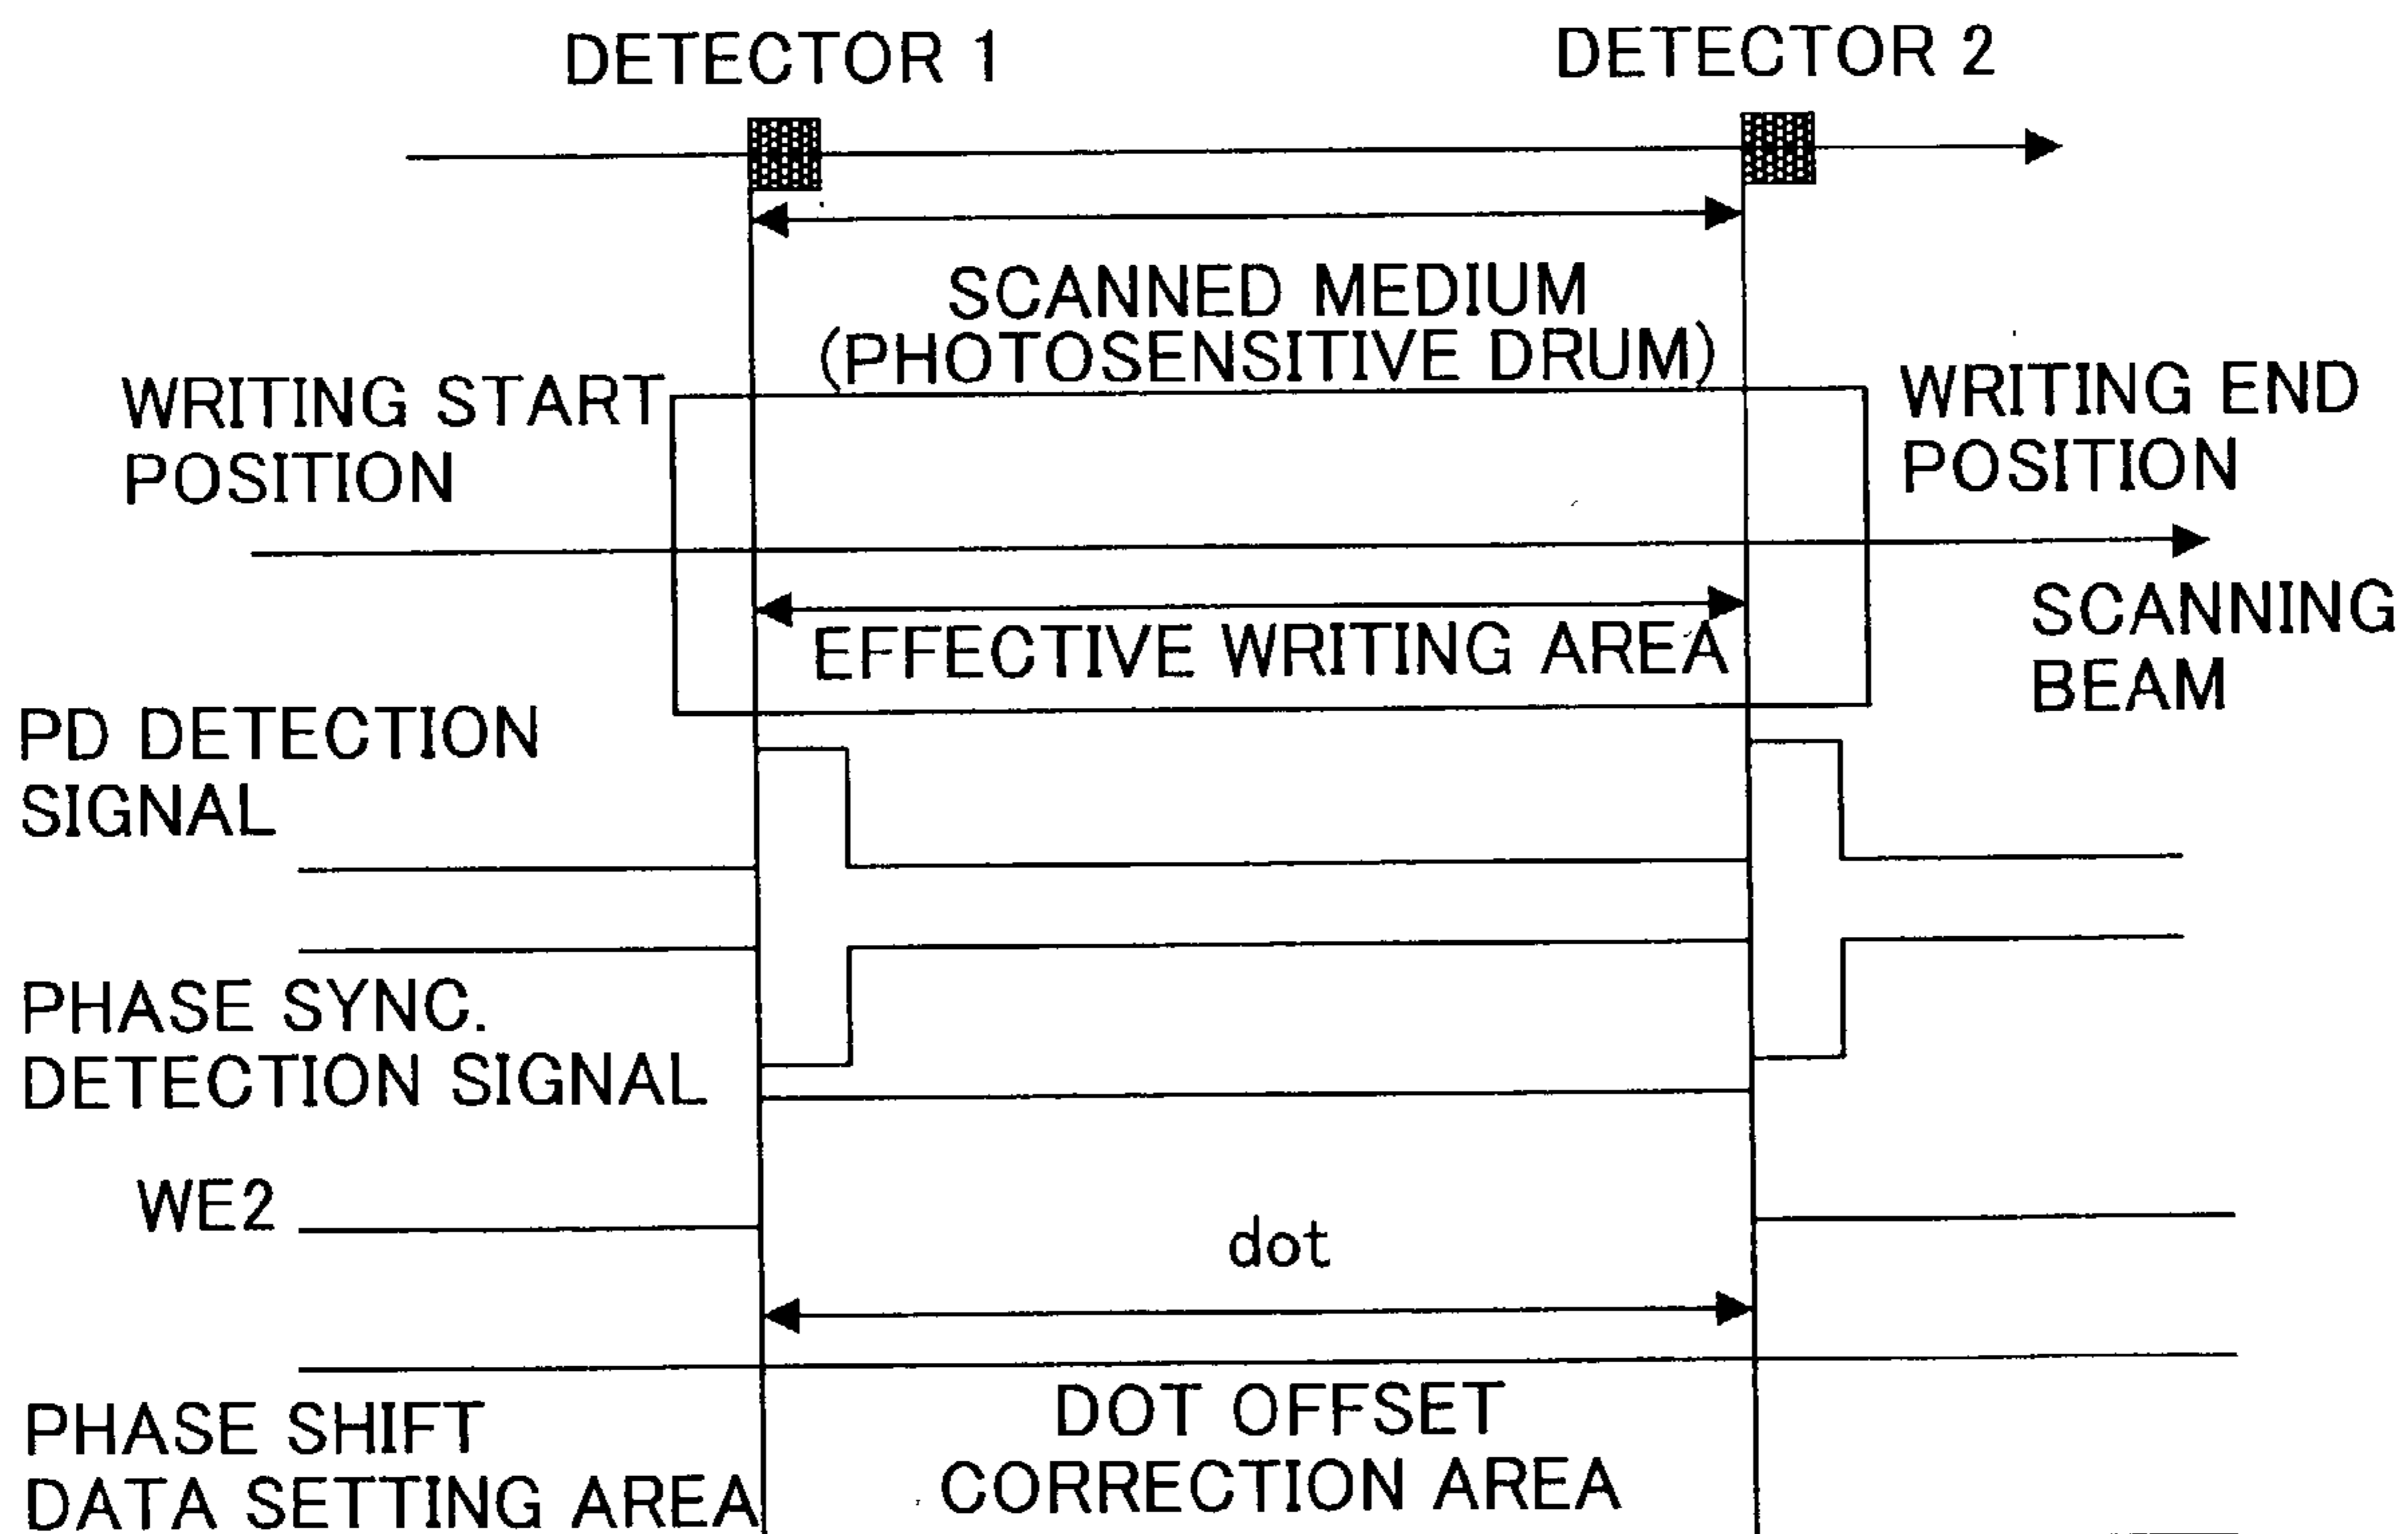 DETECTOR 1
DETECTOR 2
SCANNED MEDIUM
(PHOTOSENSITIVE DRUM)
WRITING START
POSITION
WRITING END
POSITION
EFFECTIVE WRITING AREA
SCANNING
BEAM
PD DETECTION
SIGNAL
PHASE SYNC.
DETECTION SIGNAL
WE2
dot
PHASE SHIFT
DATA SETTING AREA
DOT OFFSET
CORRECTION AREA